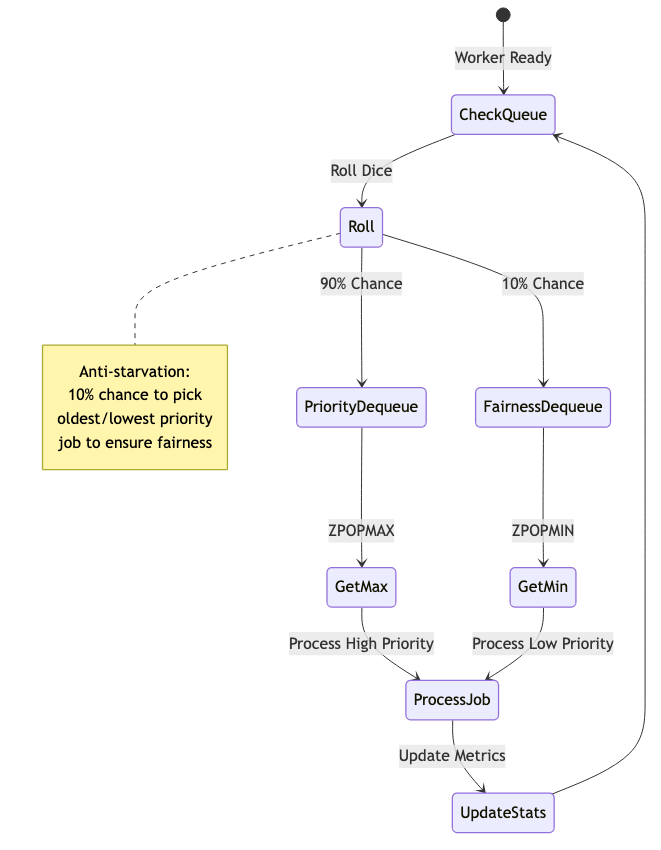 Worker Ready
CheckQueue
Roll Dice
Roll
90% Chance
10% Chance
Anti-starvation:
10% chance to pick
oldest/lowest priority
job to ensure fairness
PriorityDequeue
FairnessDequeue
ZPOPMAX
ZPOPMIN
GetMax
GetMin
Process High Priority
Process Low Priority
ProcessJob
Update Metrics
UpdateStats